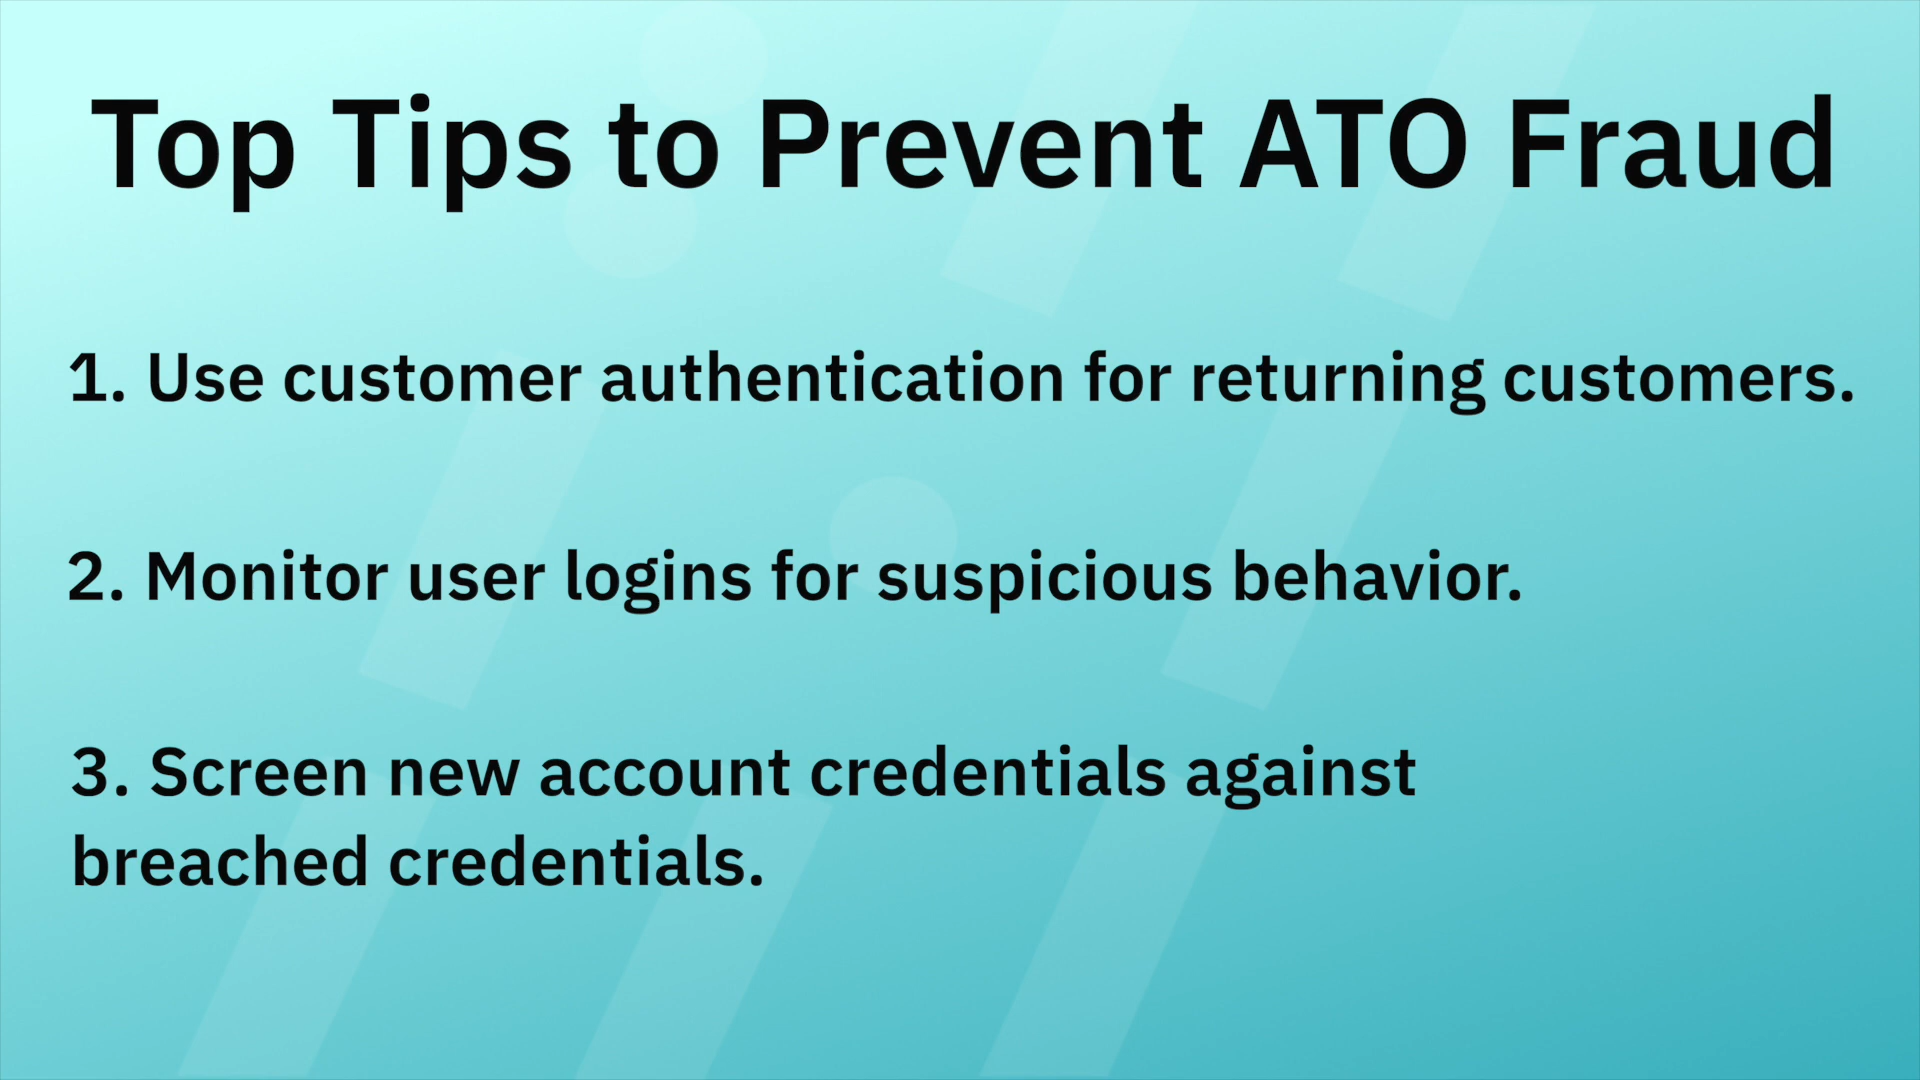 Top Tips to Prevent ATO Fraud
1. Use customer authentication for returning customers.
2. Monitor user logins for suspicious behavior.
3. Screen new account credentials against
breached credentials.